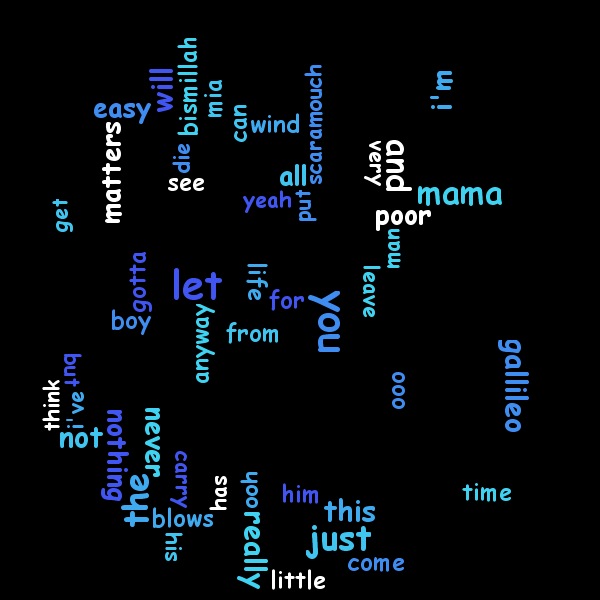 will
bismillah
mia
easy
can
wind
scaramouch
i'm
matters
die
see
all
very
and
mama
get
yeah
put
poor
man
gotta
let
life
for
you
leave
boy
anyway
from
but
think
i've
ooo
gallileo
not
nothing
never
the
carry
has
ooh
him
time
blows
this
his
really
just
come
little